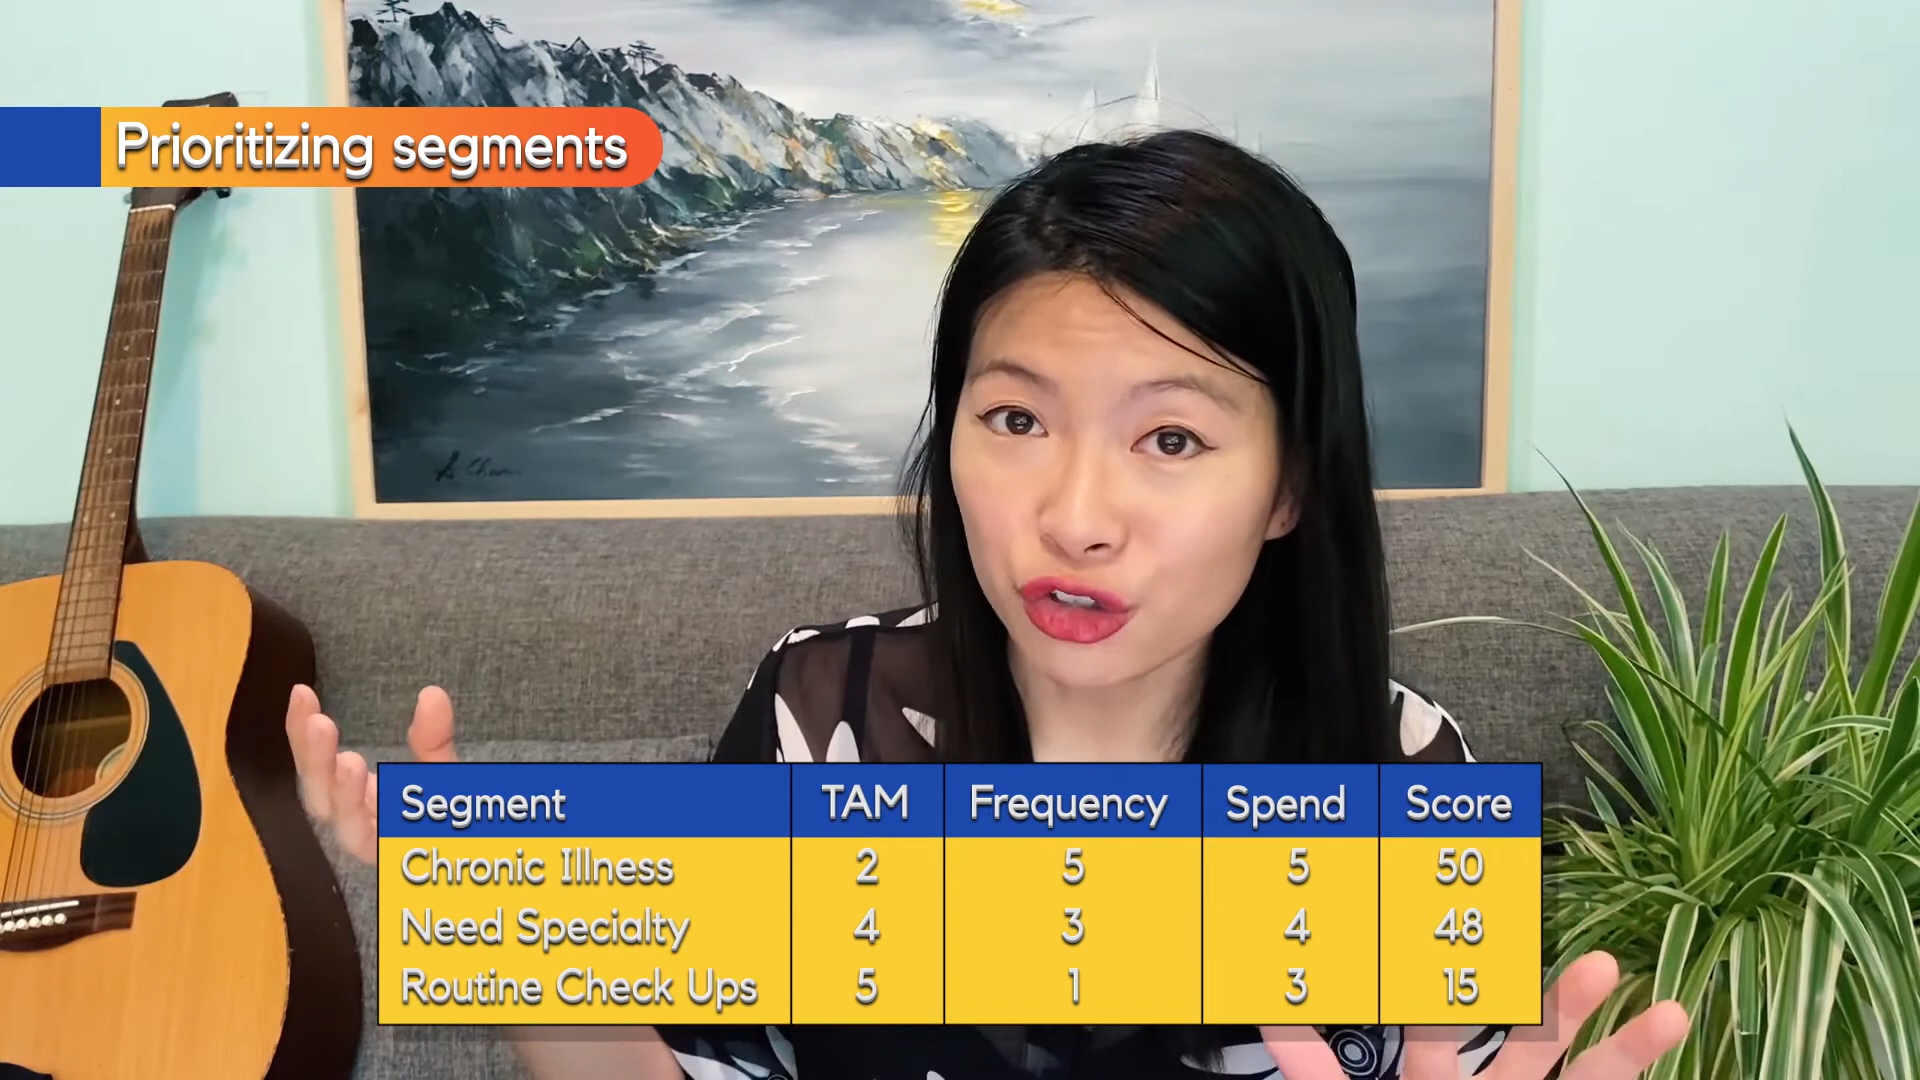 Prioritizing segments
Segment TAM Frequency Spend Score
Chronic Illness 2 5 5 50
Need Specialty 4 3 4 48
Routine Check Ups 5 1 3 15